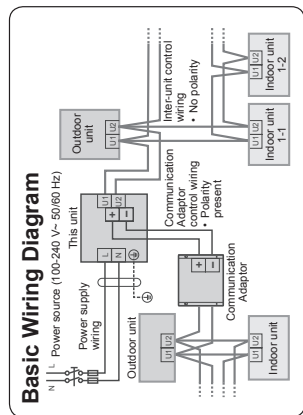 Basic Wiring Diagram
Power source (100-240 V~ 50/60 Hz)
N
L
Power supply
wiring
This unit
L
N
U1
U2
+
−
Outdoor
unit
U1
U2
Inter-unit control
wiring
• No polarity
Communication
Adaptor
control wiring
• Polarity
present
Outdoor unit
U1
U2
+
−
Communication
Adaptor
U1
U2
Indoor unit
U1
U2
Indoor unit
1-1
U1
U2
Indoor unit
1-2